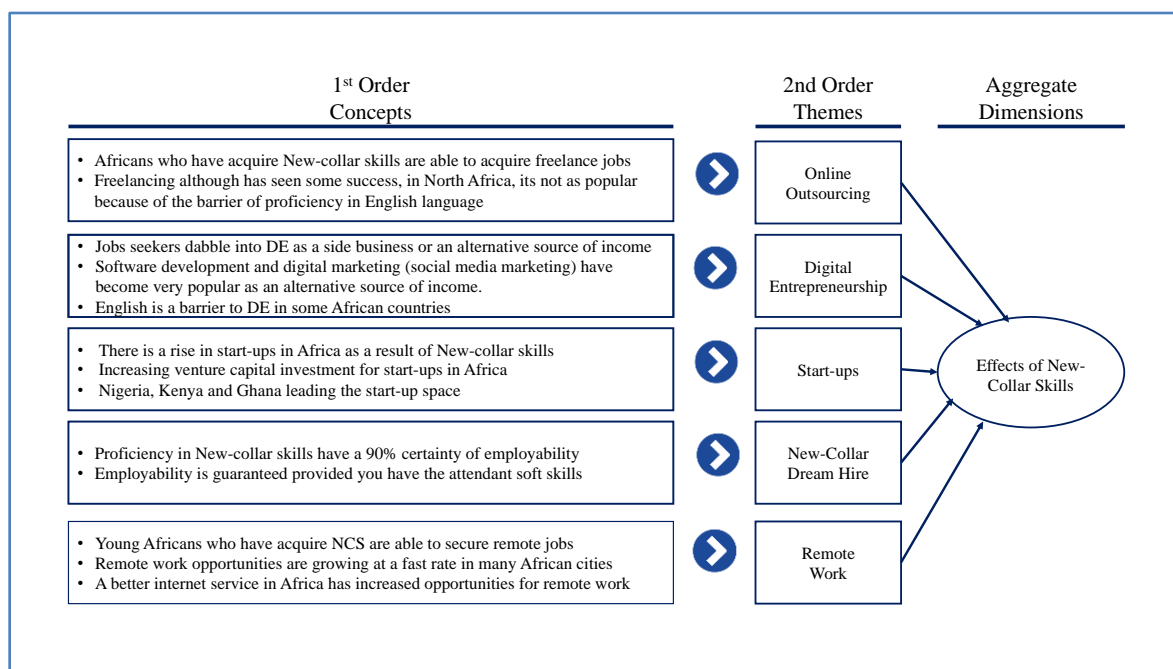 1st Order
Concepts
2nd Order
Themes
Aggregate
Dimensions
• Africans who have acquire New-collar skills are able to acquire freelance jobs
• Freelancing although has seen some success, in North Africa, its not as popular
because of the barrier of proficiency in English language
Online
Outsourcing
• Jobs seekers dabble into DE as a side business or an alternative source of income
• Software development and digital marketing (social media marketing) have
become very popular as an alternative source of income.
• English is a barrier to DE in some African countries
Digital
Entrepreneurship
• There is a rise in start-ups in Africa as a result of New-collar skills
• Increasing venture capital investment for start-ups in Africa
• Nigeria, Kenya and Ghana leading the start-up space
Start-ups
Effects of New-
Collar Skills
• Proficiency in New-collar skills have a 90% certainty of employability
• Employability is guaranteed provided you have the attendant soft skills
New-Collar
Dream Hire
• Young Africans who have acquire NCS are able to secure remote jobs
• Remote work opportunities are growing at a fast rate in many African cities
• A better internet service in Africa has increased opportunities for remote work
Remote
Work